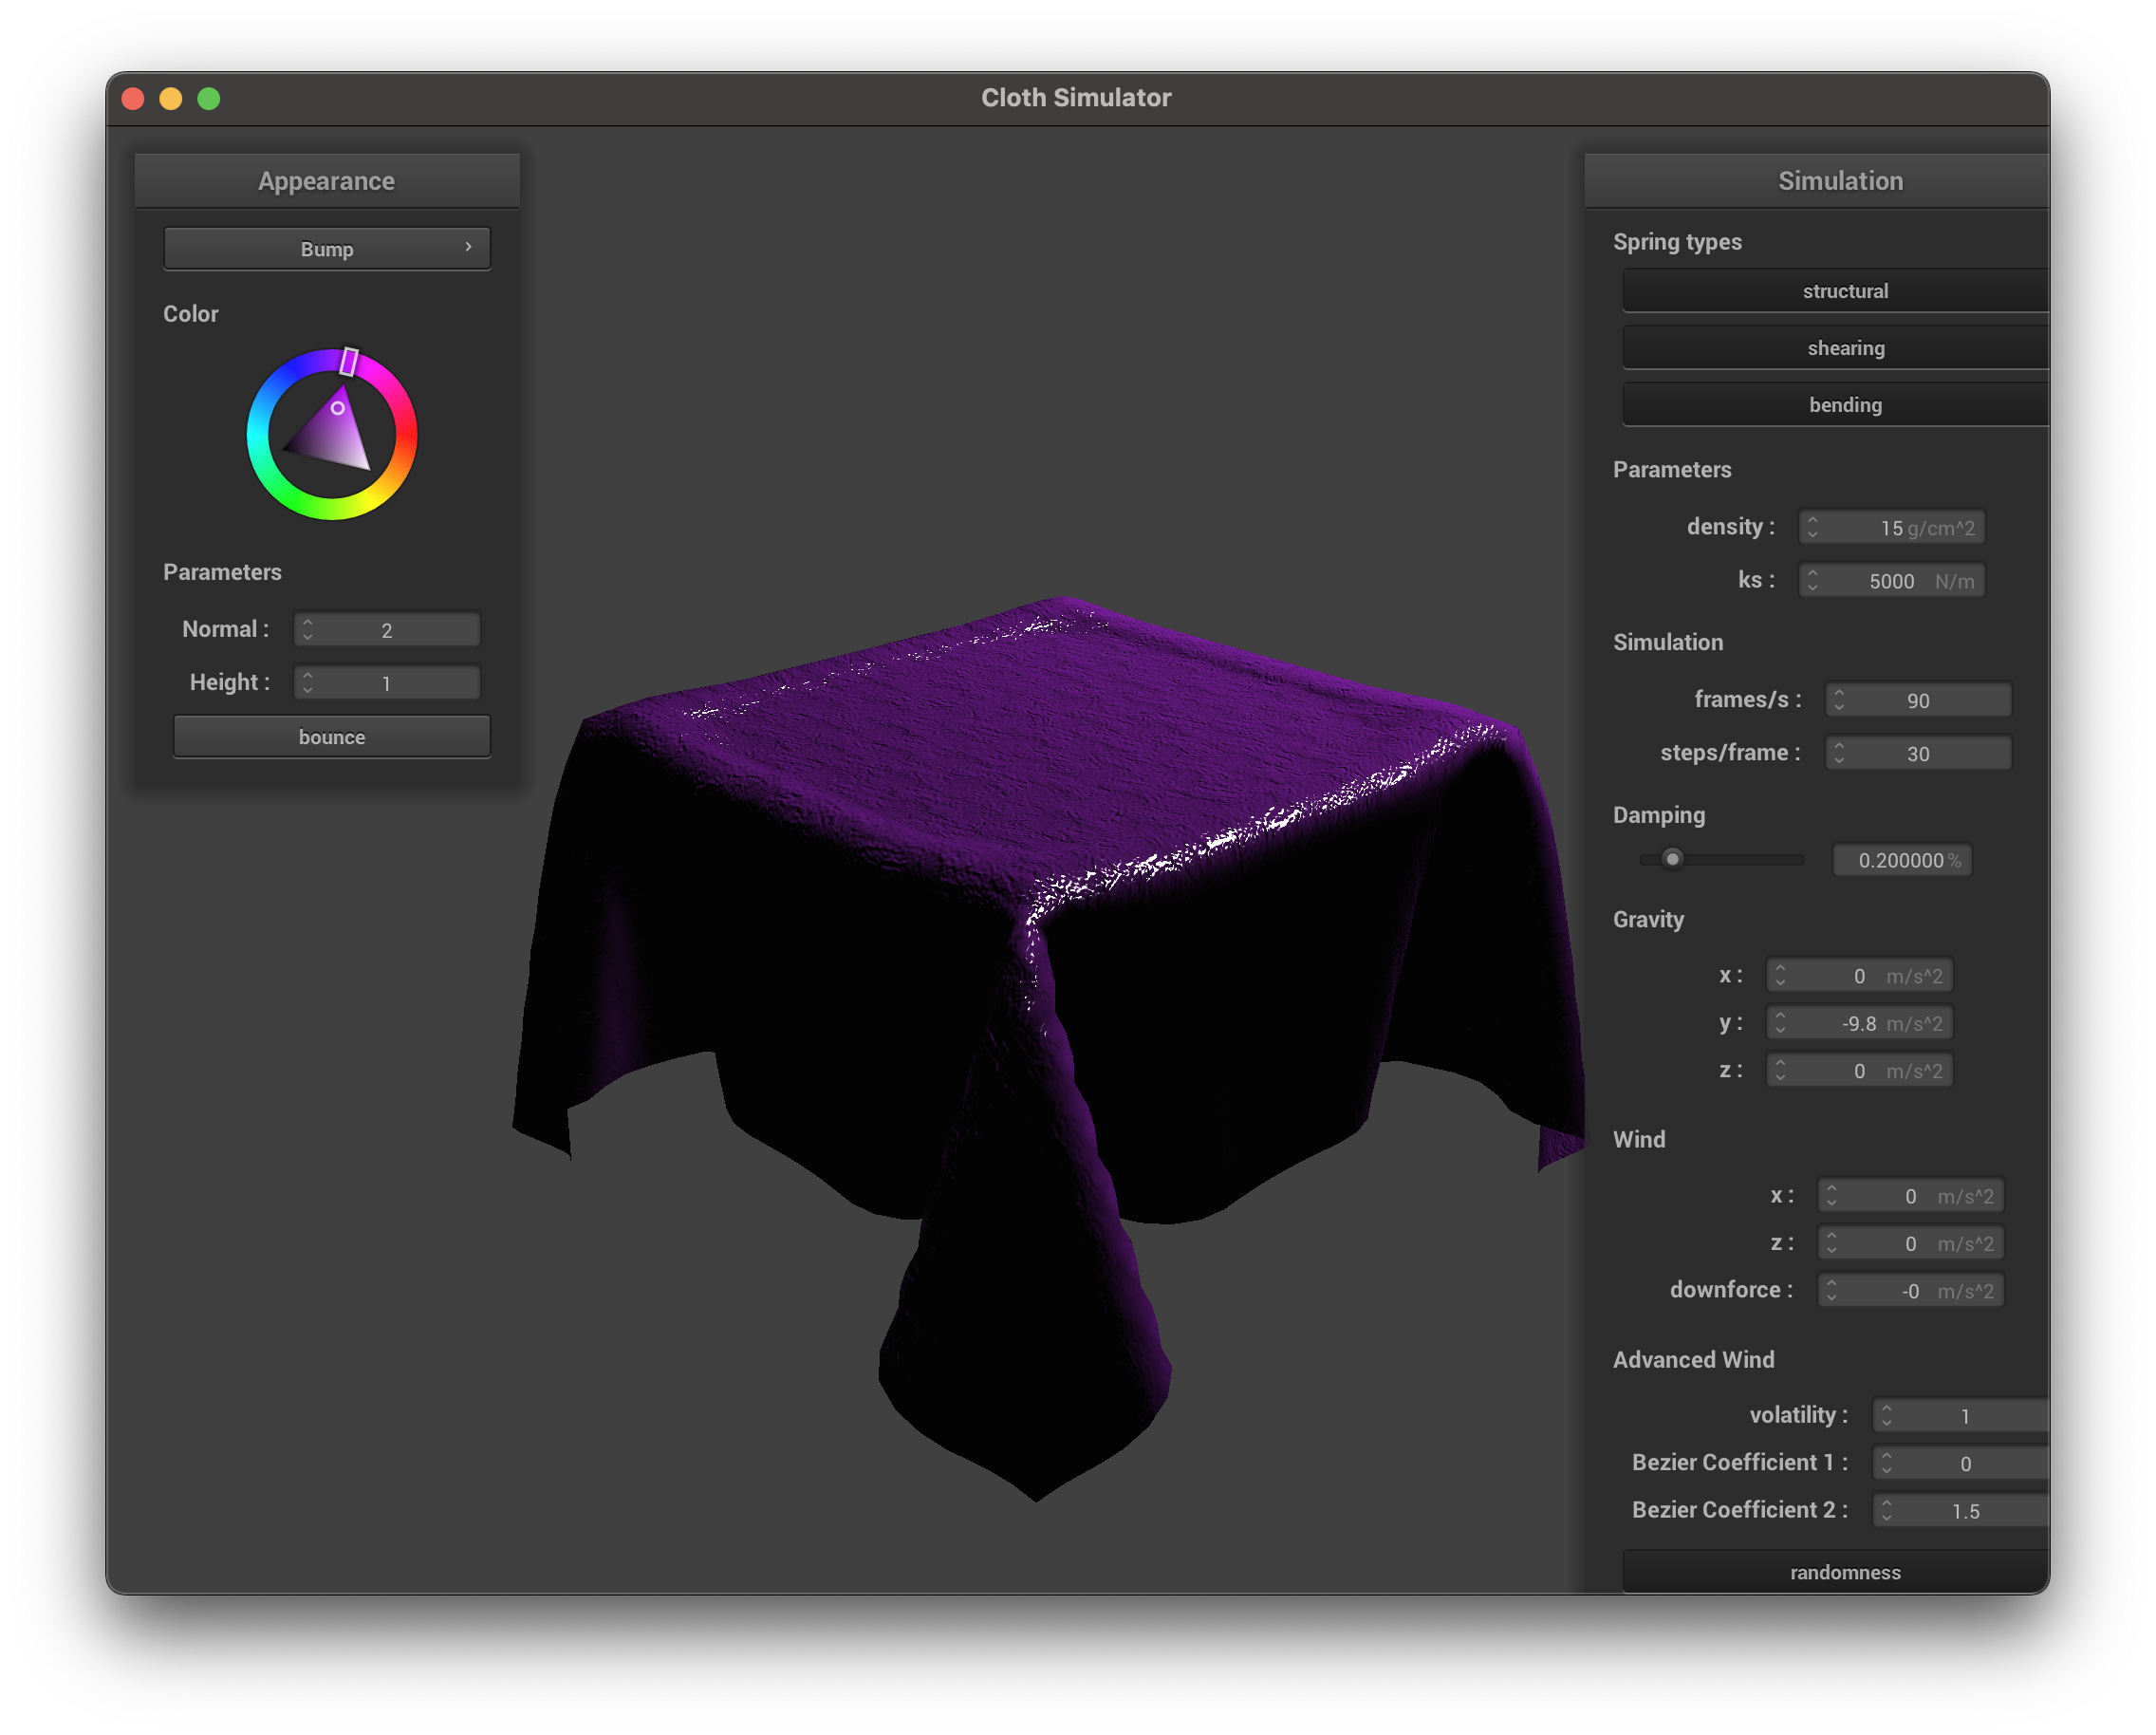 Cloth Simulator
Appearance
Bump
Color
Parameters
Normal : 2
Height : 1
bounce
Simulation
Spring types
structural
shearing
bending
Parameters
density : 15 g/cm^2
ks : 5000 N/m
Simulation
frames/s : 90
steps/frame : 30
Damping
0.200000 %
Gravity
x : 0 m/s^2
y : -9.8 m/s^2
z : 0 m/s^2
Wind
x : 0 m/s^2
z : 0 m/s^2
downforce : -0 m/s^2
Advanced Wind
volatility : 1
Bezier Coefficient 1 : 0
Bezier Coefficient 2 : 1.5
randomness